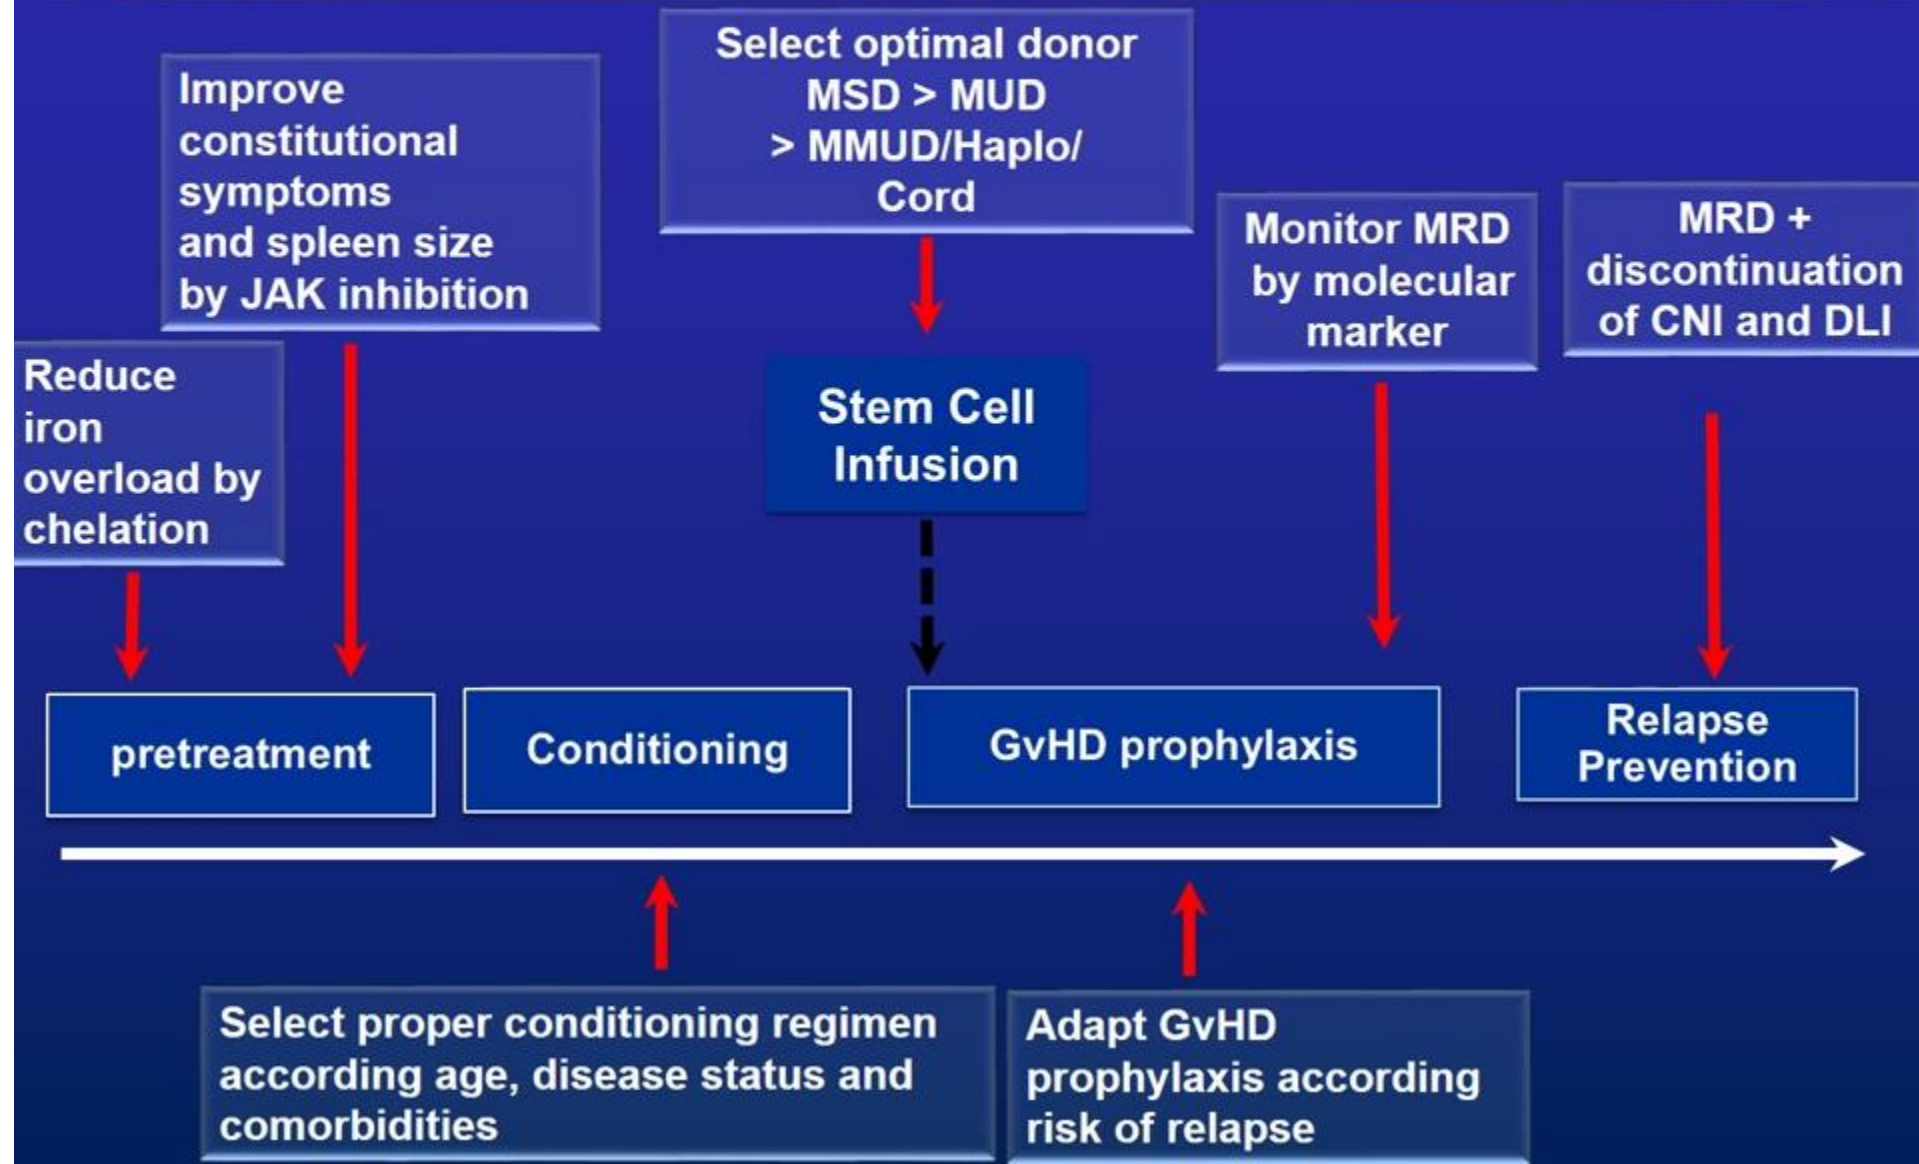 Reduce
iron
overload by
chelation
Improve
constitutional
symptoms
and spleen size
by JAK inhibition
Select optimal donor
MSD > MUD
> MMUD/Haplo/
Cord
Stem Cell
Infusion
Monitor MRD
by molecular
marker
MRD +
discontinuation
of CNI and DLI
pretreatment
Conditioning
GvHD prophylaxis
Relapse
Prevention
Select proper conditioning regimen
according age, disease status and
comorbidities
Adapt GvHD
prophylaxis according
risk of relapse